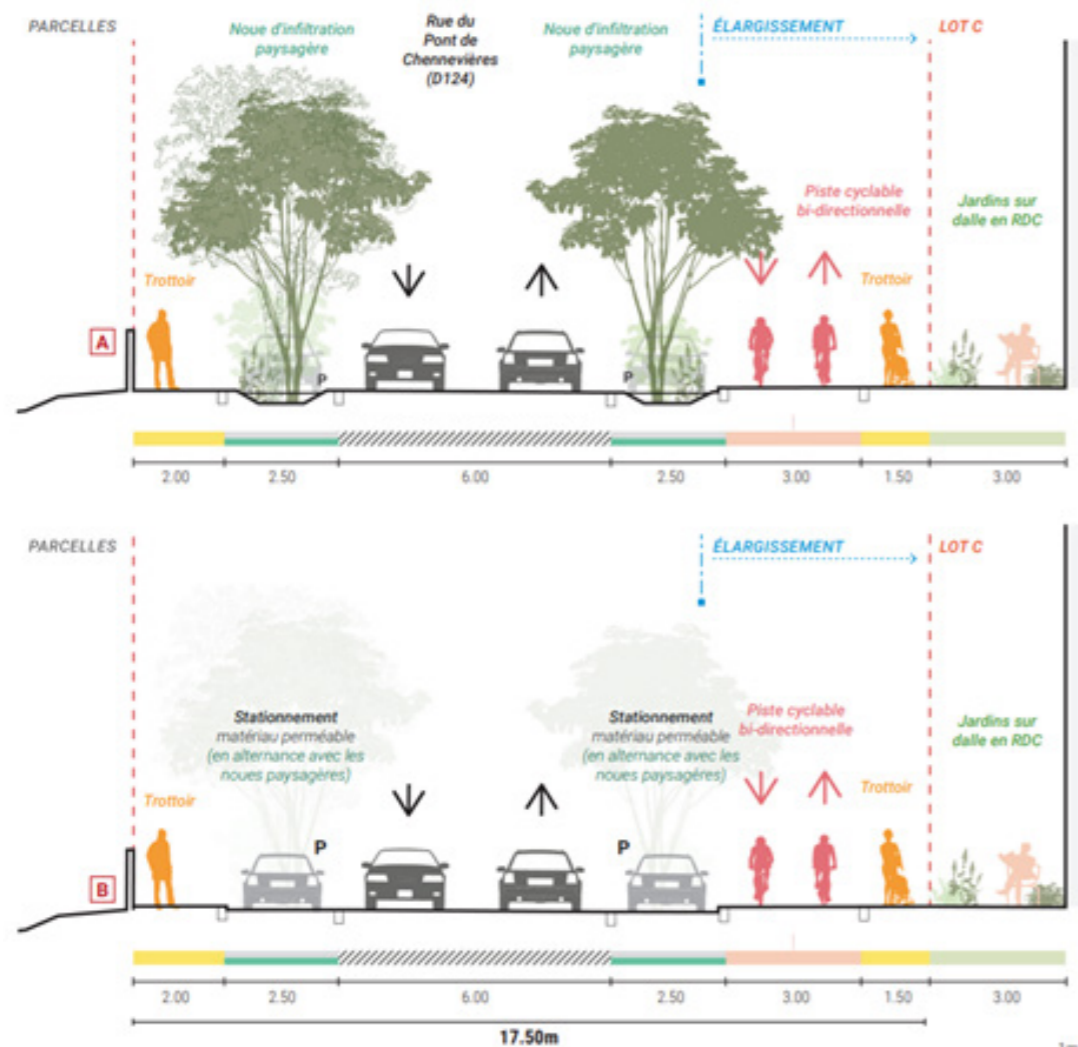 PARCELLES
Noue d'infiltration
paysagère
Rue du
Pont de
Chennevières
(D124)
Noue d'infiltration
paysagère
ÉLARGISSEMENT
LOT C
Piste cyclable
bi-directionnelle
Jardins sur
dalle en RDC
Trottoir
Trottoir
A
P
P
2.00
2.50
6.00
2.50
3.00
1.50
3.00
PARCELLES
ÉLARGISSEMENT
LOT C
Stationnement
matériau perméable
(en alternance avec les
noues paysagères)
Stationnement
matériau perméable
(en alternance avec les
noues paysagères)
Piste cyclable
bi-directionnelle
Jardins sur
dalle en RDC
Trottoir
Trottoir
P
P
B
2.00
2.50
6.00
2.50
3.00
1.50
3.00
17.50m